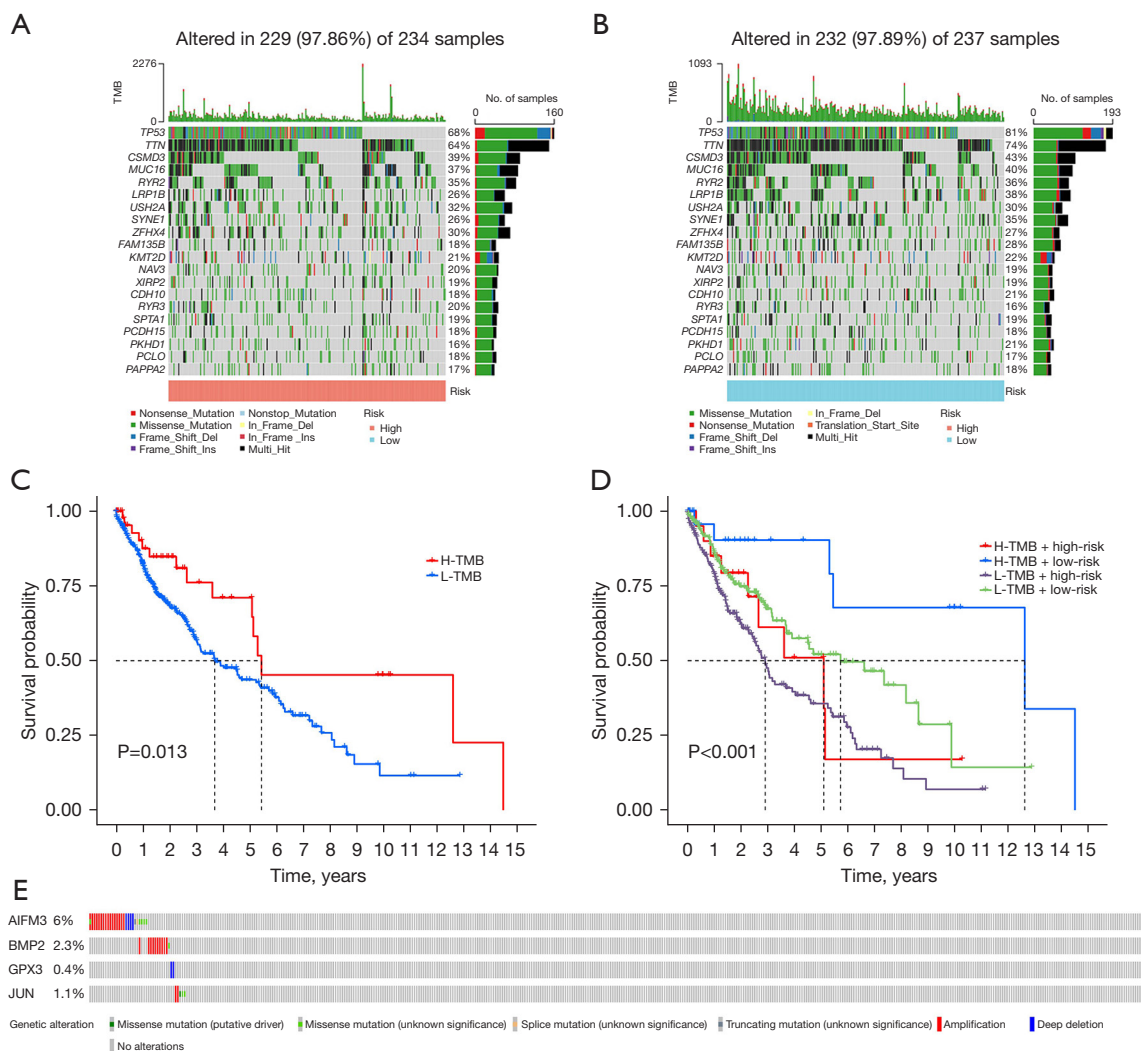 A
Altered in 229 (97.86%) of 234 samples
2276
0
TMB
No. of samples
0 160
TP53 68%
TTN 64%
CSMD3 39%
MUC16 37%
RYR2 35%
LRP1B 26%
USH2A 32%
SYNE1 26%
ZFHX4 30%
FAM135B 18%
KMT2D 21%
NAV3 20%
XIRP2 19%
CDH10 18%
RYR3 20%
SPTA1 19%
PCDH15 18%
PKHD1 16%
PCLO 18%
PAPPA2 17%
Risk
Nonsense_Mutation Nonstop_Mutation Risk
Missense_Mutation In_Frame_Del High
Frame_Shift_Del In_Frame _Ins Low
Frame_Shift_Ins Multi_Hit
B
Altered in 232 (97.89%) of 237 samples
1093
0
TMB
No. of samples
0 193
TP53 81%
TTN 74%
CSMD3 43%
MUC16 40%
RYR2 36%
LRP1B 38%
USH2A 30%
SYNE1 35%
ZFHX4 27%
FAM135B 28%
KMT2D 22%
NAV3 19%
XIRP2 19%
CDH10 21%
RYR3 16%
SPTA1 19%
PCDH15 18%
PKHD1 21%
PCLO 17%
PAPPA2 18%
Risk
Missense_Mutation In_Frame_Del Risk
Nonsense_Mutation Translation_Start_Site High
Frame_Shift_Del Multi_Hit Low
Frame_Shift_Ins
C
Survival probability
1.00
0.75
0.50
0.25
0.00
H-TMB
L-TMB
P=0.013
0 1 2 3 4 5 6 7 8 9 10 11 12 13 14 15
Time, years
D
Survival probability
1.00
0.75
0.50
0.25
0.00
H-TMB + high-risk
H-TMB + low-risk
L-TMB + high-risk
L-TMB + low-risk
P<0.001
0 1 2 3 4 5 6 7 8 9 10 11 12 13 14 15
Time, years
E
AIFM3 6%
BMP2 2.3%
GPX3 0.4%
JUN 1.1%
Genetic alteration Missense mutation (putative driver) Missense mutation (unknown significance) Splice mutation (unknown significance) Truncating mutation (unknown significance) Amplification Deep deletion
No alterations